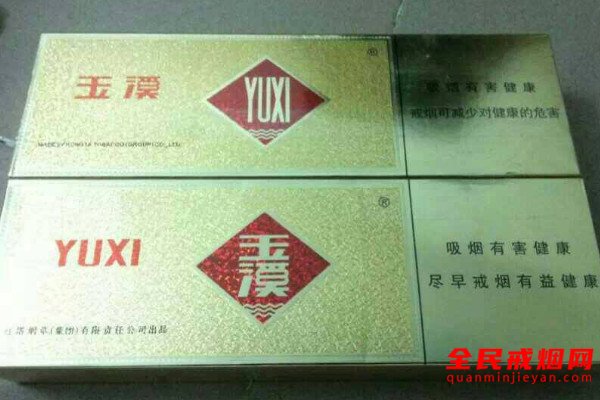 玉溪
YUXI
®
吸烟有害健康
戒烟可减少对健康的危害
YUXI
玉溪
®
红塔烟草(集团)有限责任公司出品
吸烟有害健康
尽早戒烟有益健康
全民戒烟网
quanminjieyan.com